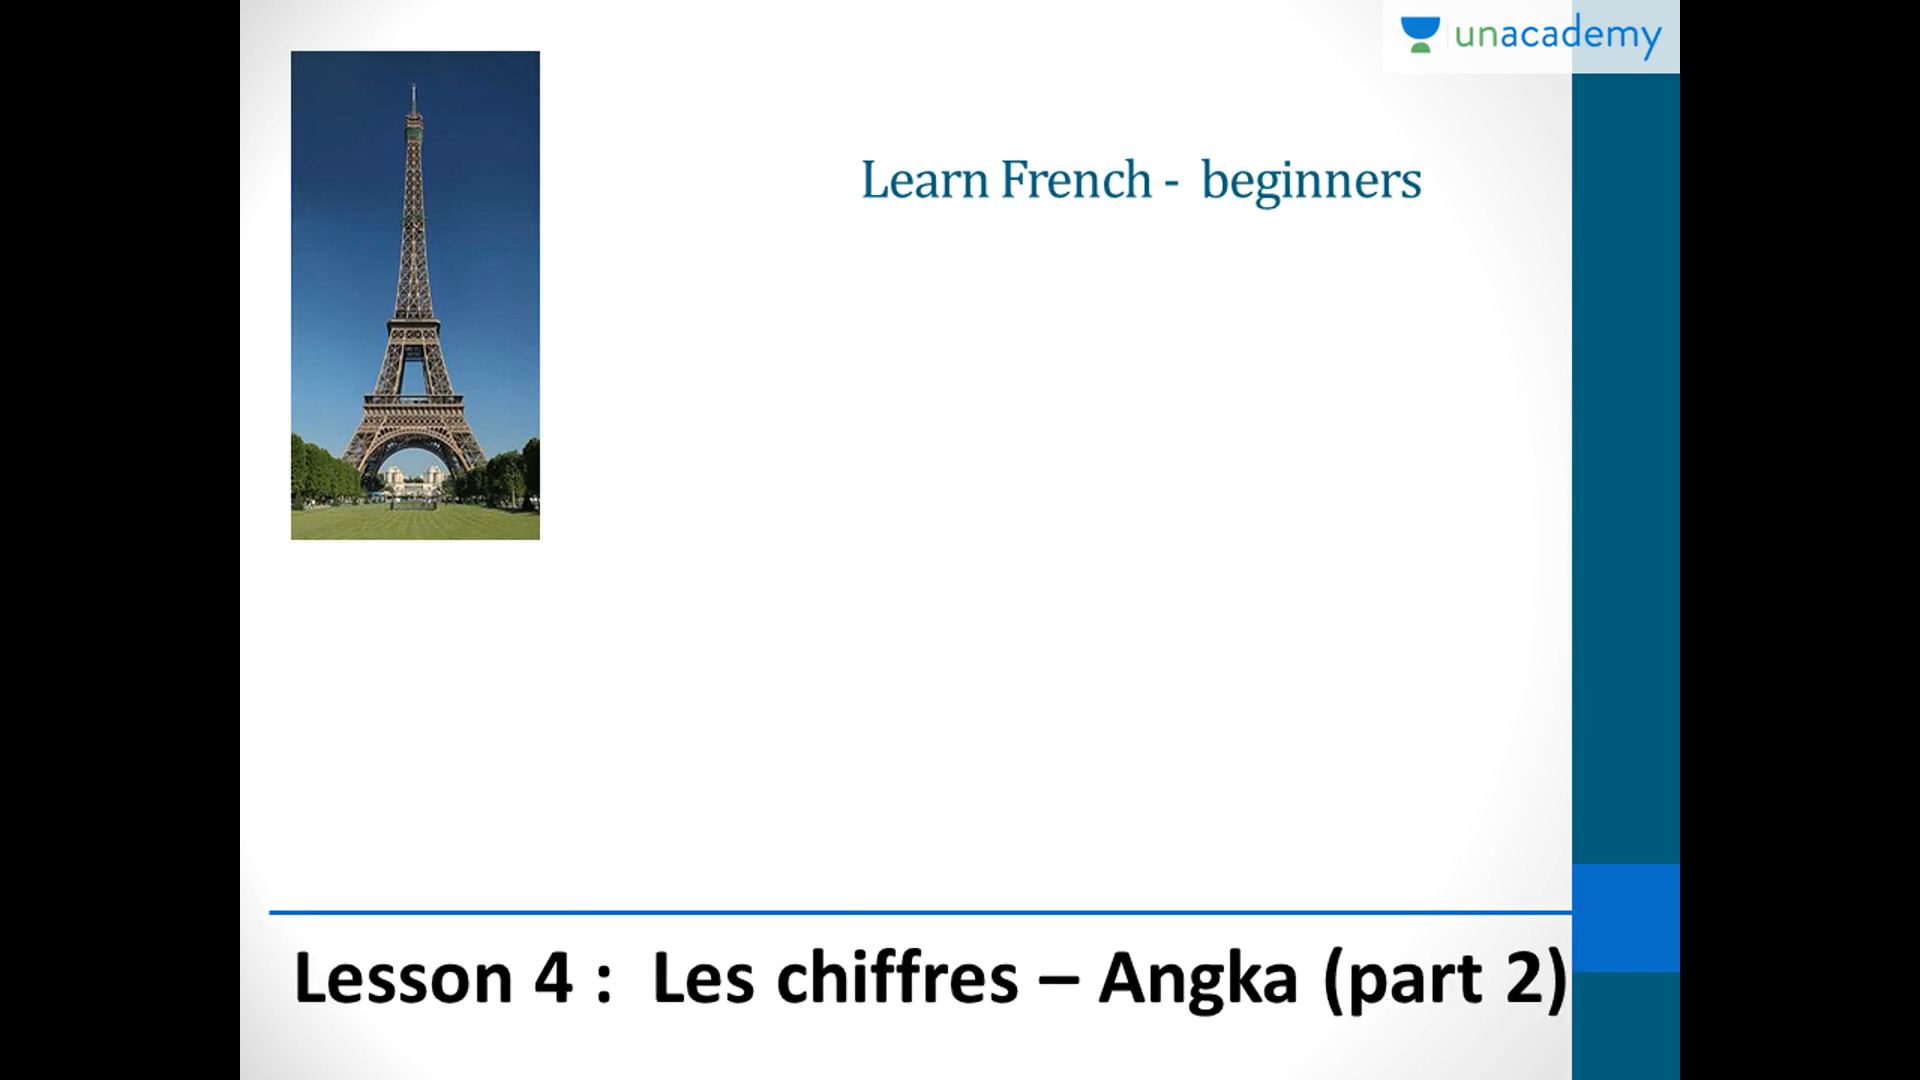 unacademy
Learn French - beginners
Lesson 4 : Les chiffres – Angka (part 2)